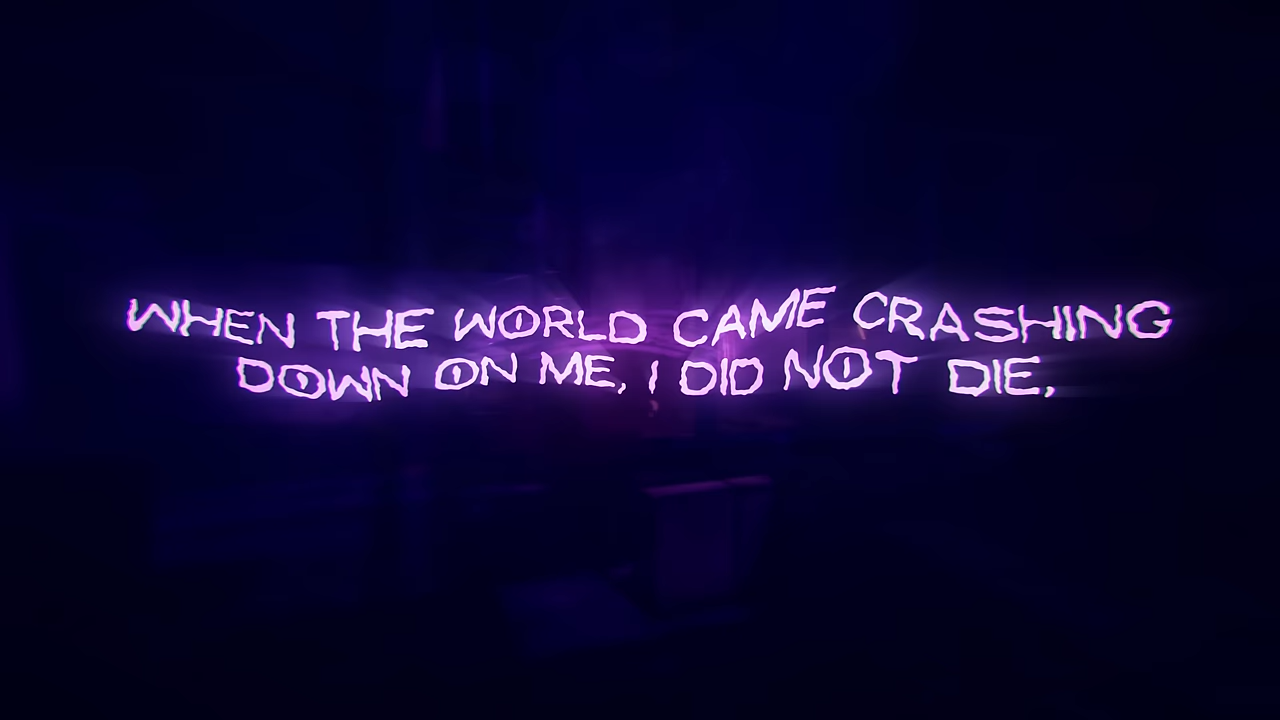 WHEN THE WORLD CAME CRASHING
DOWN ON ME, I DID NOT DIE,